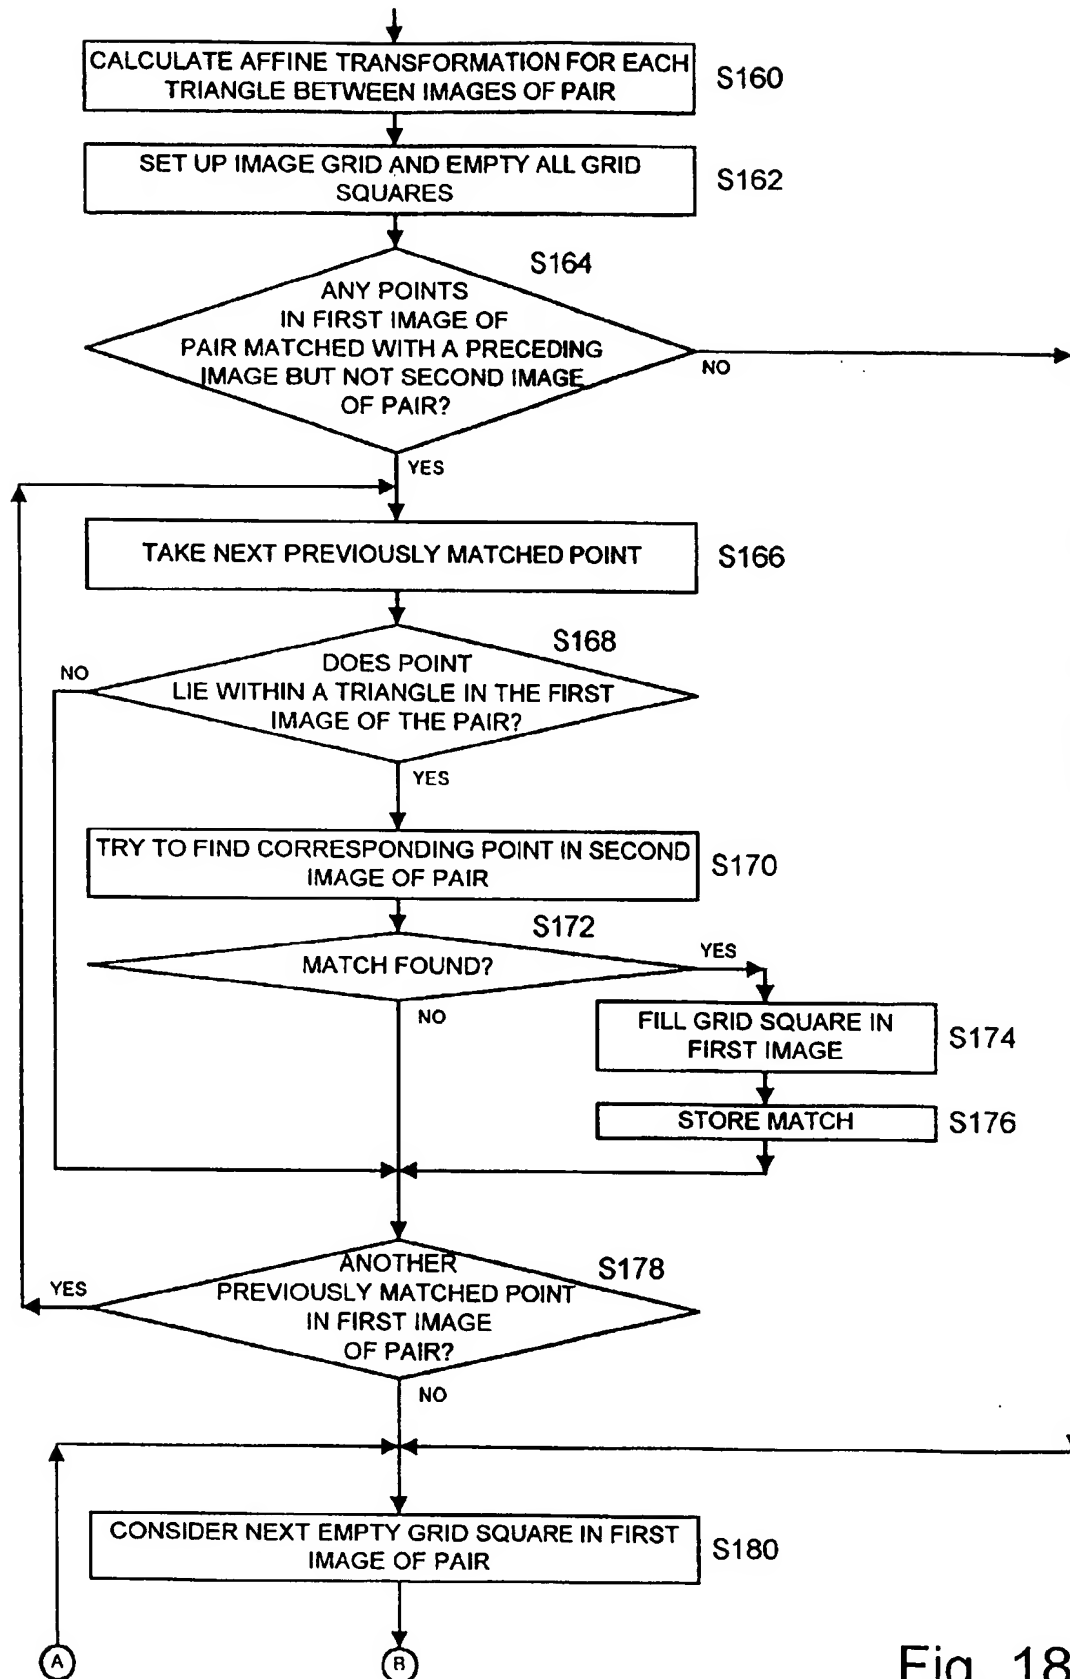 CALCULATE AFFINE TRANSFORMATION FOR EACH
TRIANGLE BETWEEN IMAGES OF PAIR
S160
SET UP IMAGE GRID AND EMPTY ALL GRID
SQUARES
S162
S164
ANY POINTS
IN FIRST IMAGE OF
PAIR MATCHED WITH A PRECEDING
IMAGE BUT NOT SECOND IMAGE
OF PAIR?
NO
YES
TAKE NEXT PREVIOUSLY MATCHED POINT
S166
S168
NO
DOES POINT
LIE WITHIN A TRIANGLE IN THE FIRST
IMAGE OF THE PAIR?
YES
TRY TO FIND CORRESPONDING POINT IN SECOND
IMAGE OF PAIR
S170
S172
MATCH FOUND?
YES
NO
FILL GRID SQUARE IN
FIRST IMAGE
S174
STORE MATCH
S176
S178
YES
ANOTHER
PREVIOUSLY MATCHED POINT
IN FIRST IMAGE
OF PAIR?
NO
CONSIDER NEXT EMPTY GRID SQUARE IN FIRST
IMAGE OF PAIR
S180
A
B
Fig. 18